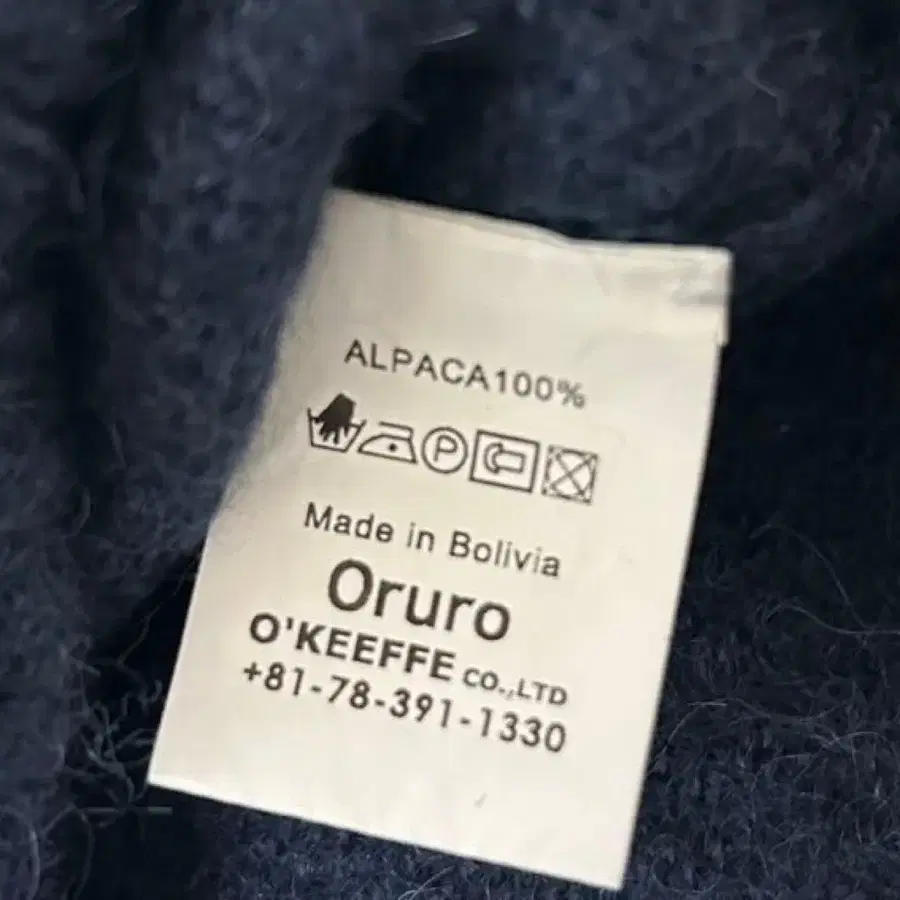 ALPACA100%
P
Made in Bolivia
Oruro
O'KEEFFE CO.,LTD
+81-78-391-1330